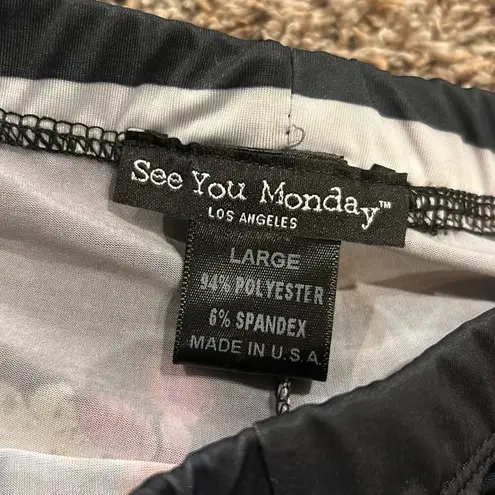 See You Monday™
LOS ANGELES
LARGE
94% POLYESTER
6% SPANDEX
MADE IN U.S.A